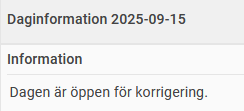 Daginformation 2025-09-15
Information
Dagen är öppen för korrigering.